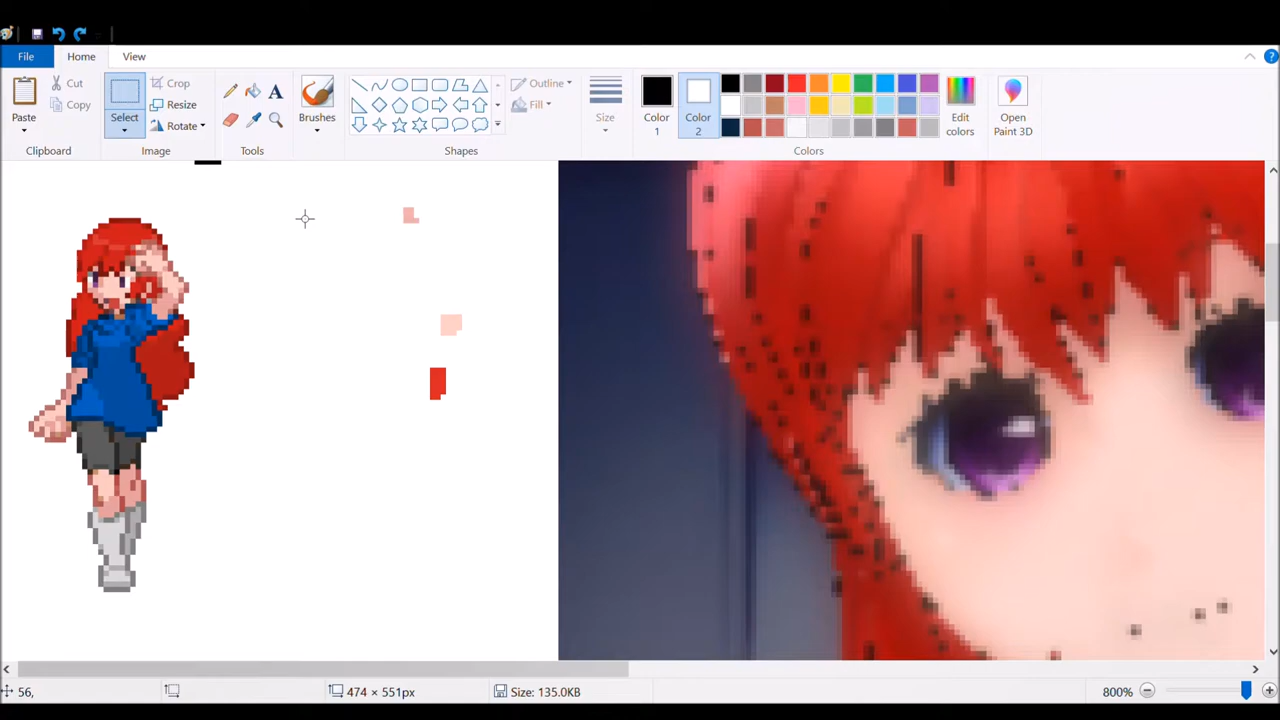 File Home View
Paste
Cut
Copy
Clipboard
Select
Crop
Resize
Rotate
Image
A
Tools
Brushes
Outline
Fill
Shapes
Size
Color 1
Color 2
Edit colors
Colors
Open Paint 3D
56,
474 × 551px
Size: 135.0KB
800%